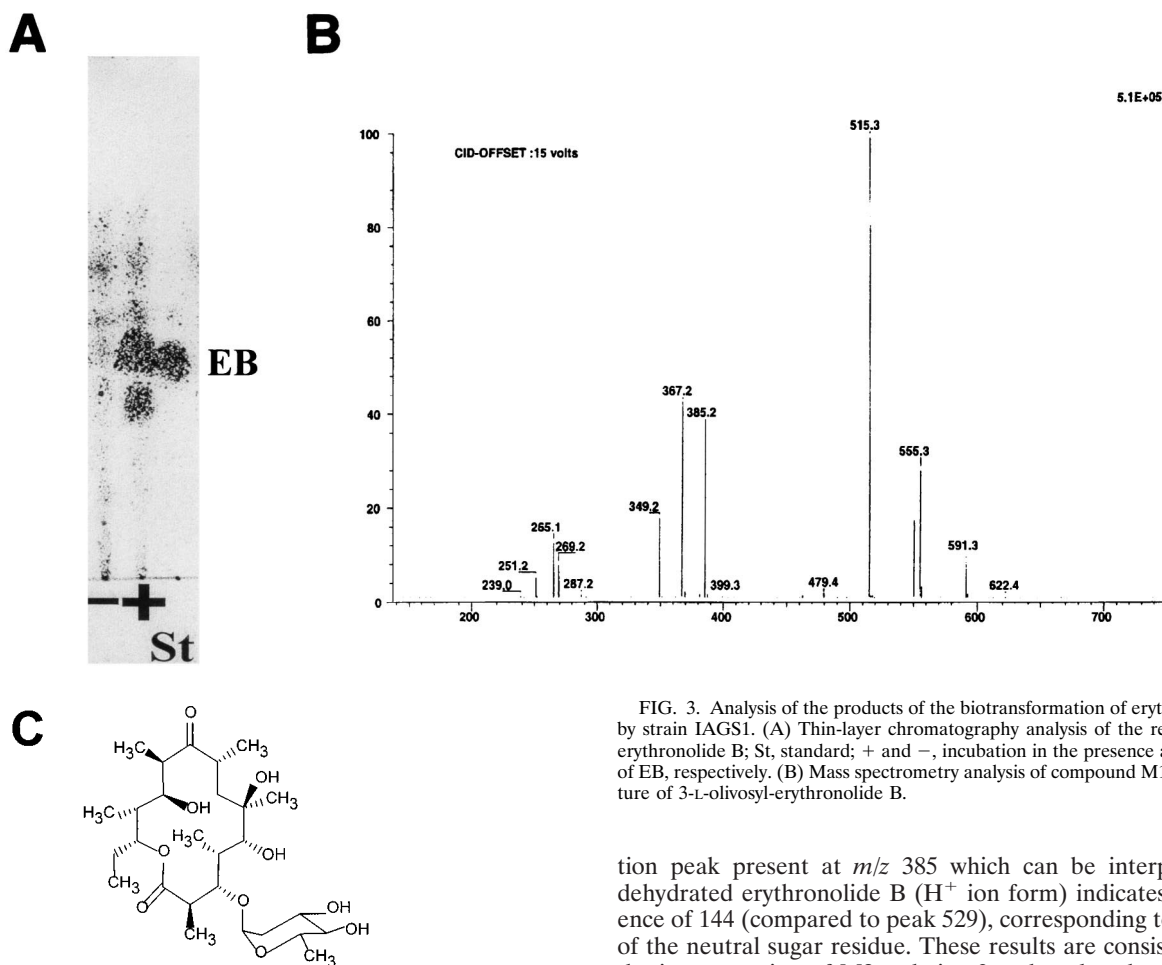 A
EB
St
B
5.1E+05
CID-OFFSET :15 volts
100
80
60
40
20
0
515.3
367.2
385.2
555.3
349.2
265.1
269.2
251.2
239.0
287.2
399.3
479.4
591.3
622.4
200
300
400
500
600
700
C
O
H₃C
CH₃
OH
CH₃
OH
H₃C
H₃C
OH
O
CH₃
O
O
CH₃
O
CH₃
OH
OH
FIG. 3. Analysis of the products of the biotransformation of eryt
by strain IAGS1. (A) Thin-layer chromatography analysis of the re
erythronolide B; St, standard; + and −, incubation in the presence a
of EB, respectively. (B) Mass spectrometry analysis of compound M1
ture of 3-L-olivosyl-erythronolide B.
tion peak present at m/z 385 which can be interp
dehydrated erythronolide B (H⁺ ion form) indicates
ence of 144 (compared to peak 529), corresponding to
of the neutral sugar residue. These results are consis